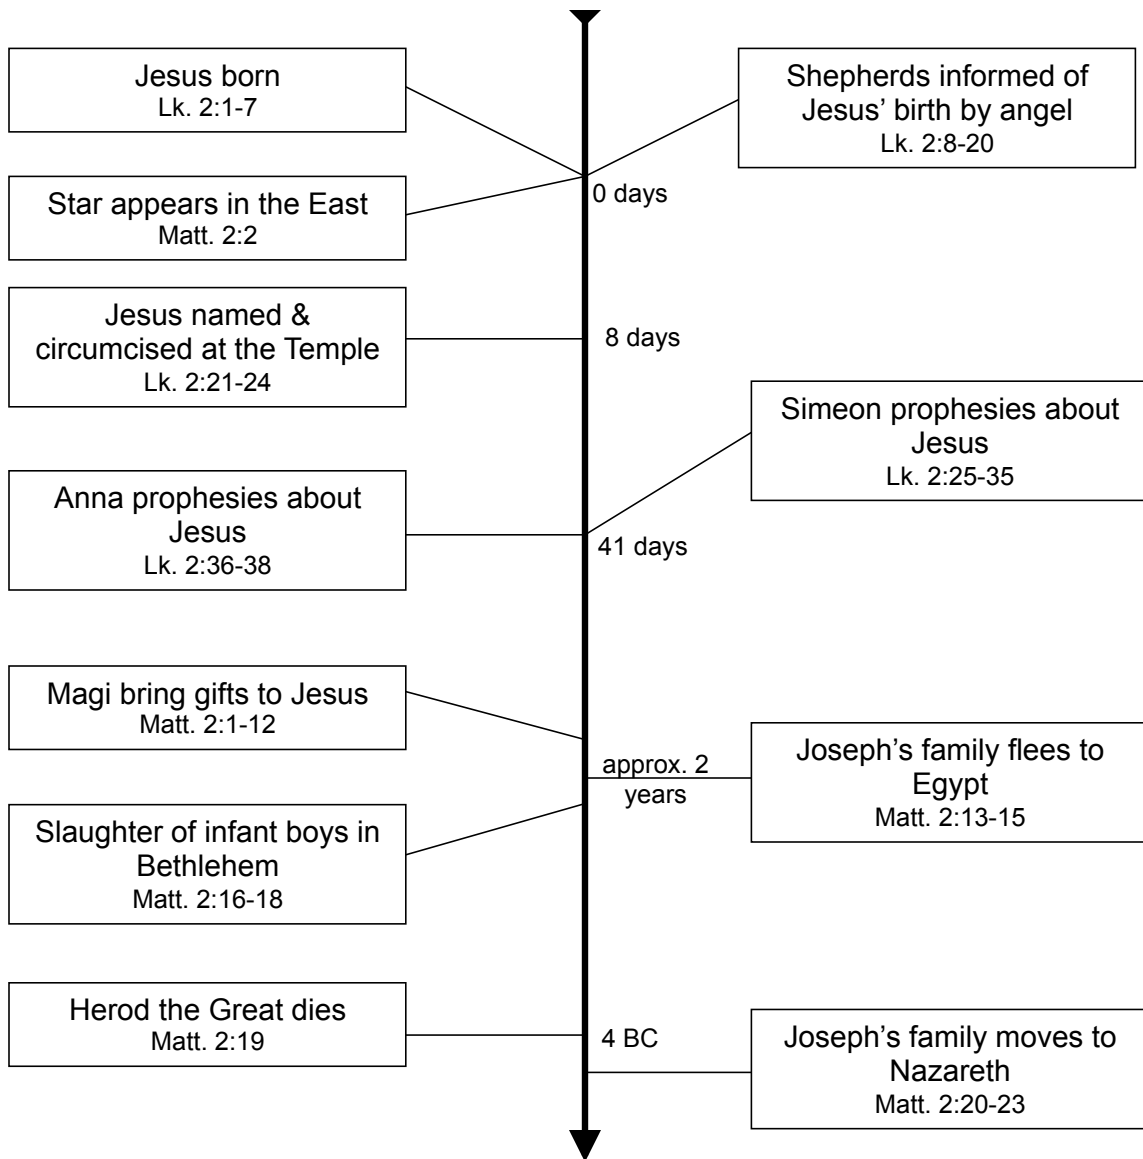 Jesus born
Lk. 2:1-7
Shepherds informed of
Jesus’ birth by angel
Lk. 2:8-20
Star appears in the East
Matt. 2:2
0 days
Jesus named &
circumcised at the Temple
Lk. 2:21-24
8 days
Simeon prophesies about
Jesus
Lk. 2:25-35
Anna prophesies about
Jesus
Lk. 2:36-38
41 days
Magi bring gifts to Jesus
Matt. 2:1-12
approx. 2
years
Joseph’s family flees to
Egypt
Matt. 2:13-15
Slaughter of infant boys in
Bethlehem
Matt. 2:16-18
Herod the Great dies
Matt. 2:19
4 BC
Joseph’s family moves to
Nazareth
Matt. 2:20-23